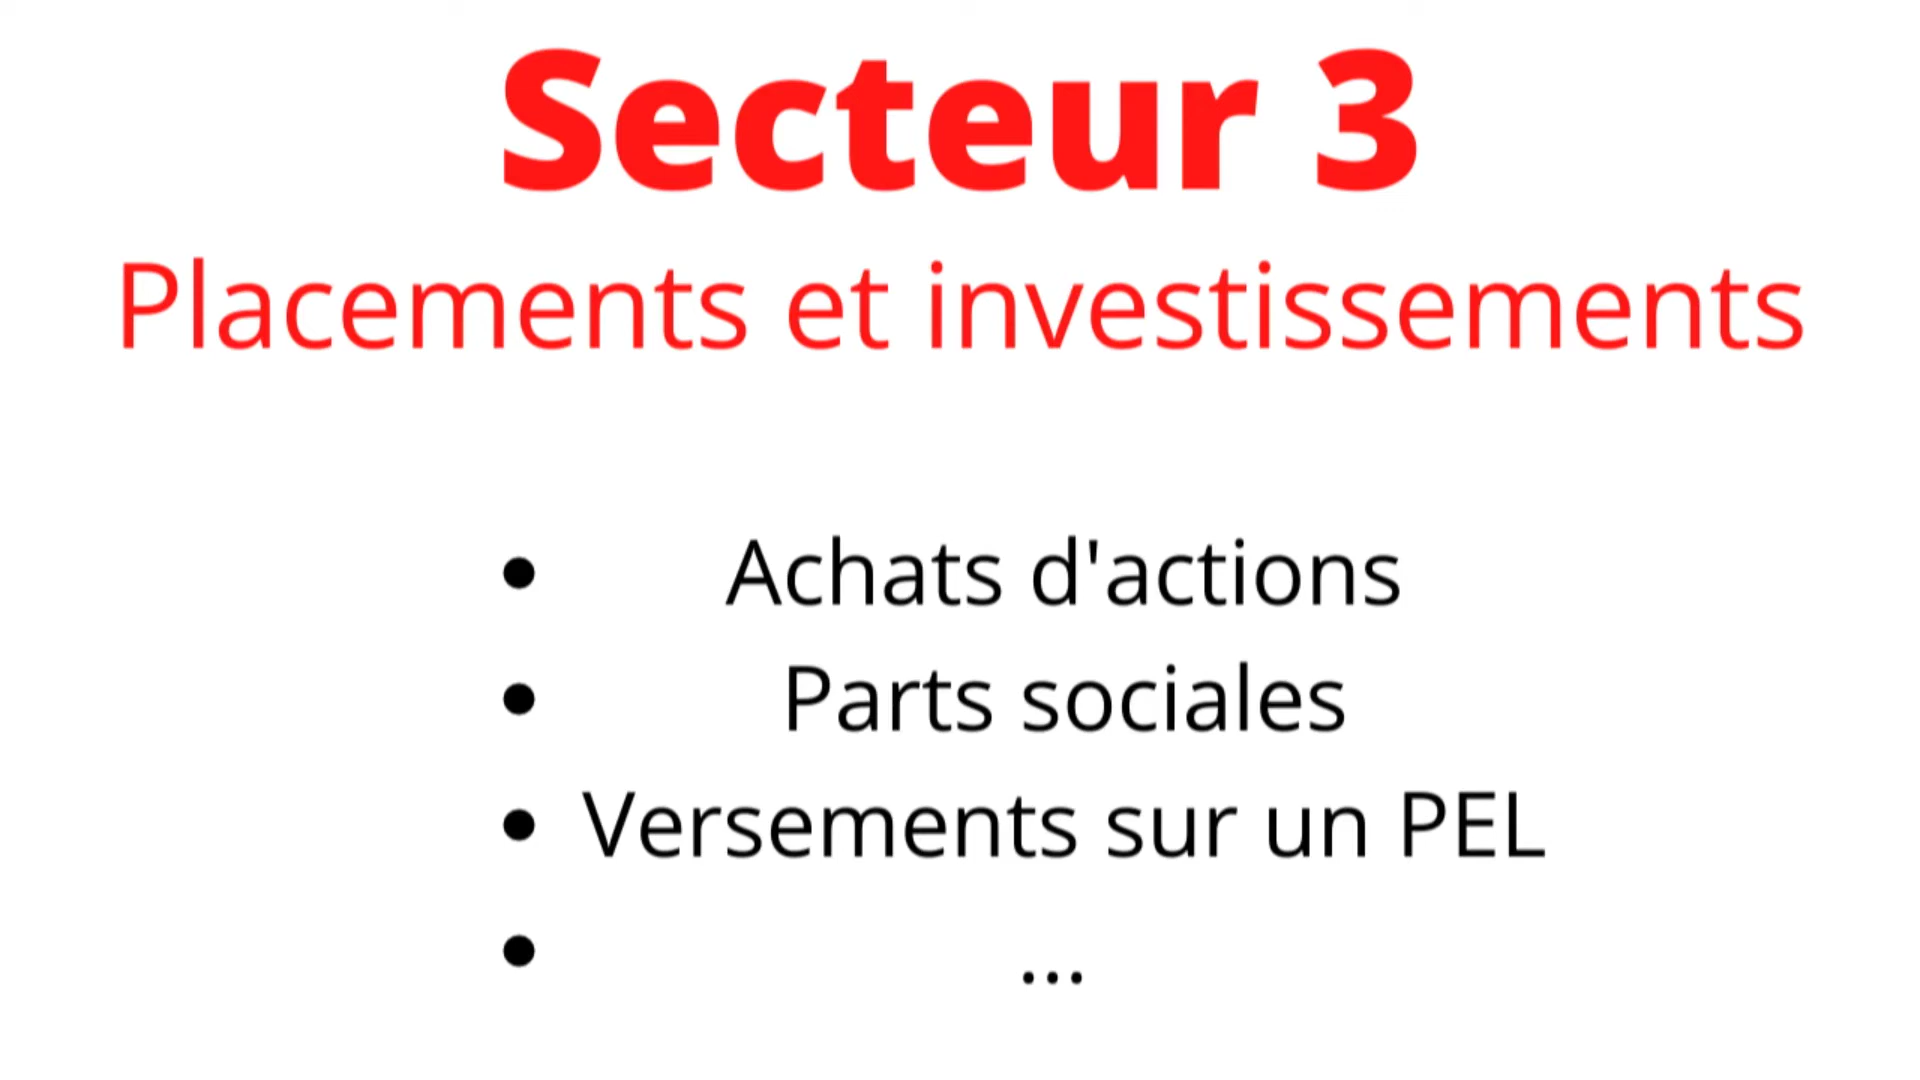 Secteur 3
Placements et investissements
• Achats d'actions
• Parts sociales
• Versements sur un PEL
• ...